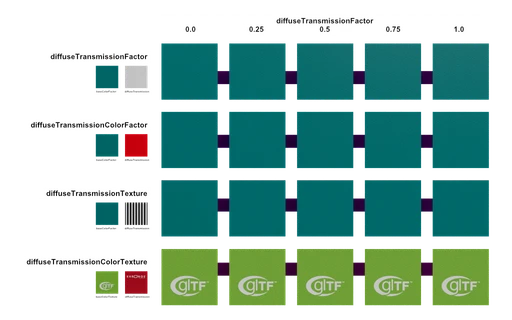 diffuseTransmissionFactor
0.0 0.25 0.5 0.75 1.0
diffuseTransmissionFactor
diffuseTransmissionColorFactor
diffuseTransmissionTexture
diffuseTransmissionColorTexture
glTF glTF glTF glTF glTF